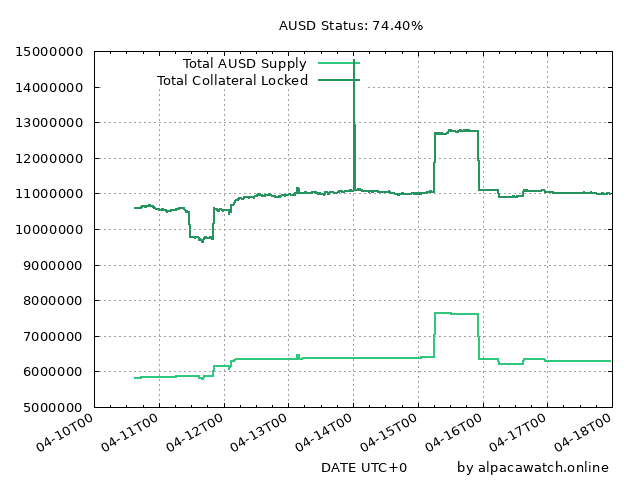 AUSD Status: 74.40%
15000000
14000000
13000000
12000000
11000000
10000000
9000000
8000000
7000000
6000000
5000000
Total AUSD Supply
Total Collateral Locked
04-10T00
04-11T00
04-12T00
04-13T00
04-14T00
04-15T00
04-16T00
04-17T00
04-18T00
DATE UTC+0
by alpacawatch.online